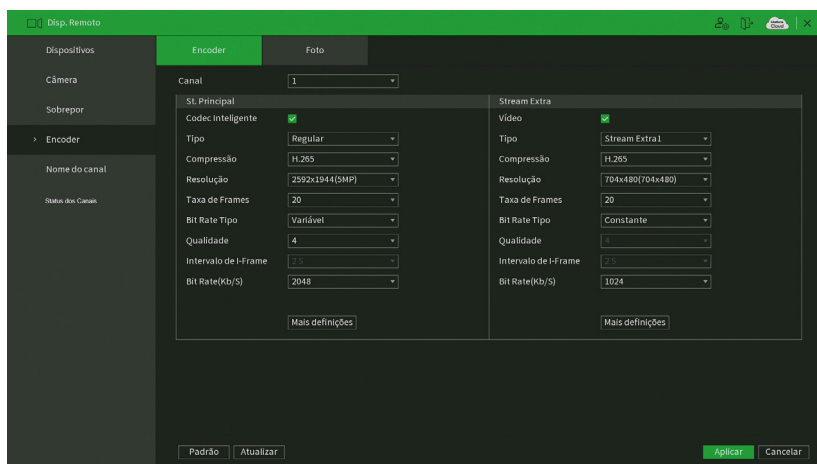 Disp. Remoto
Cloud
Dispositivos
Câmera
Sobrepor
Encoder
Nome do canal
Status dos Canais
Encoder Foto
Canal 1
St. Principal
Codec Inteligente
Tipo Regular
Compressão H.265
Resolução 2592x1944(5MP)
Taxa de Frames 20
Bit Rate Tipo Variável
Qualidade 4
Intervalo de I-Frame 2 S
Bit Rate(Kb/S) 2048
Mais definições
Stream Extra
Vídeo
Tipo Stream Extra1
Compressão H.265
Resolução 704x480(704x480)
Taxa de Frames 20
Bit Rate Tipo Constante
Qualidade 4
Intervalo de I-Frame 2 S
Bit Rate(Kb/S) 1024
Mais definições
Padrão Atualizar Aplicar Cancelar